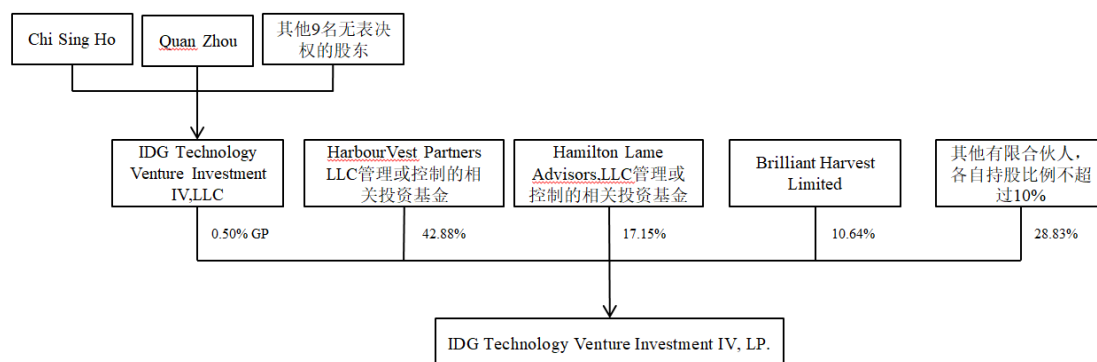 Chi Sing Ho
Quan Zhou
其他9名无表决
权的股东
IDG Technology
Venture Investment
IV,LLC
HarbourVest Partners
LLC管理或控制的相
关投资基金
Hamilton Lame
Advisors,LLC管理或
控制的相关投资基金
Brilliant Harvest
Limited
其他有限合伙人，
各自持股比例不超
过10%
0.50% GP
42.88%
17.15%
10.64%
28.83%
IDG Technology Venture Investment IV, LP.